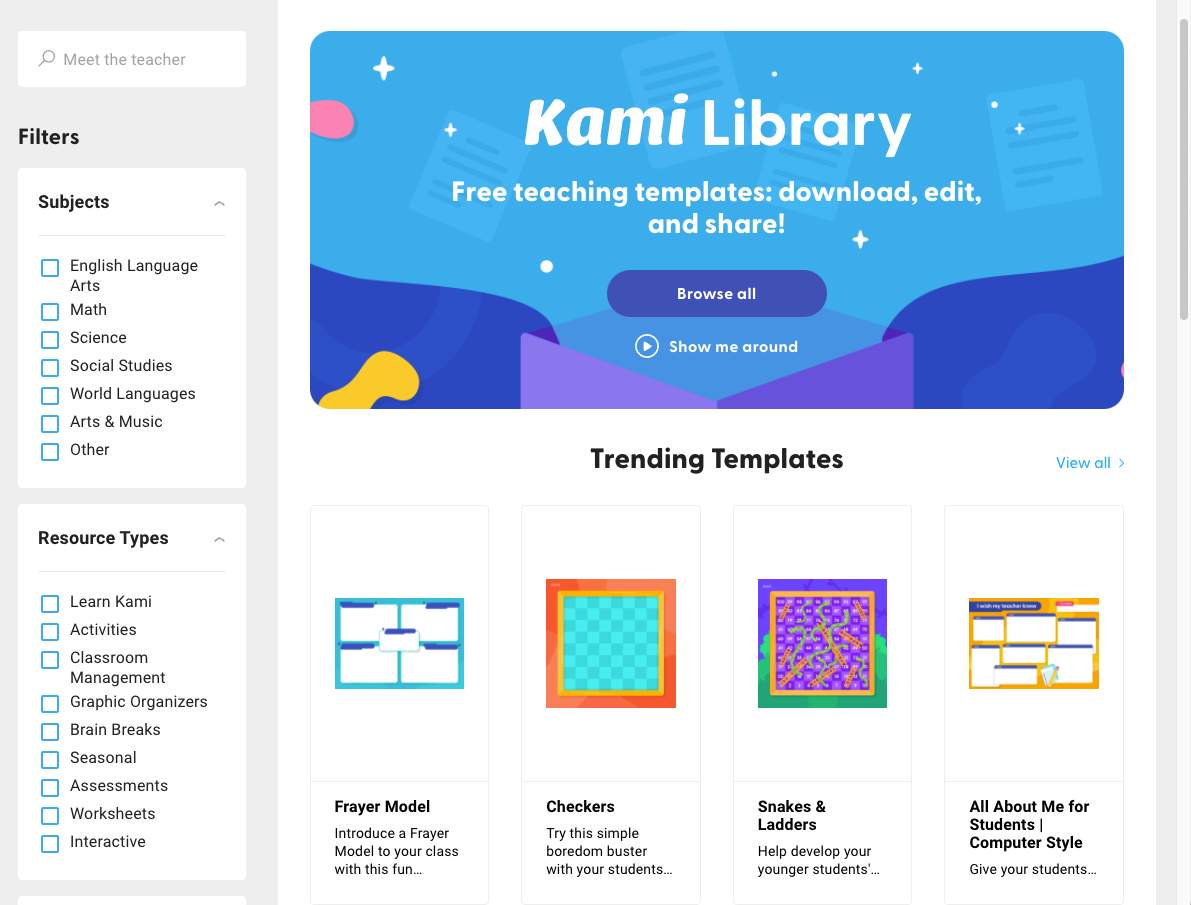 Meet the teacher
Filters
Subjects
English Language
Arts
Math
Science
Social Studies
World Languages
Arts & Music
Other
Resource Types
Learn Kami
Activities
Classroom
Management
Graphic Organizers
Brain Breaks
Seasonal
Assessments
Worksheets
Interactive
Kami Library
Free teaching templates: download, edit,
and share!
Browse all
Show me around
Trending Templates
View all
Frayer Model
Introduce a Frayer
Model to your class
with this fun...
Checkers
Try this simple
boredom buster
with your students...
Snakes &
Ladders
Help develop your
younger students'...
I wish my teacher knew
All About Me for
Students |
Computer Style
Give your students...